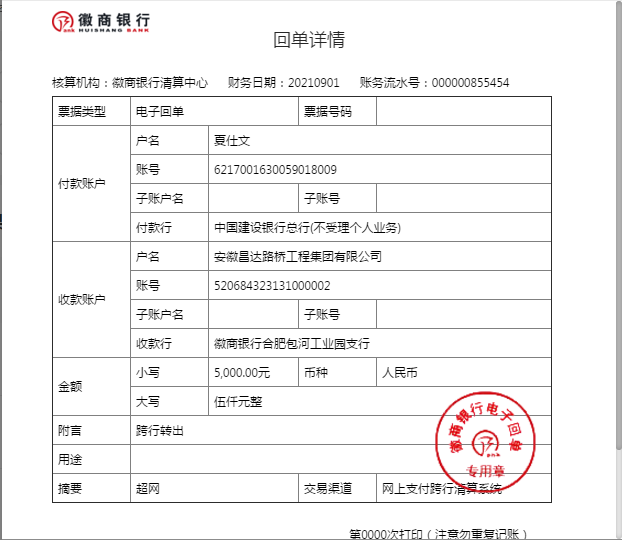 徽商银行
HUISHANG BANK
回单详情
核算机构：徽商银行清算中心 财务日期：20210901 账务流水号：000000855454
票据类型 电子回单 票据号码
付款账户
户名 夏仕文
账号 6217001630059018009
子账户名 子账号
付款行 中国建设银行总行(不受理个人业务)
收款账户
户名 安徽昌达路桥工程集团有限公司
账号 520684323131000002
子账户名 子账号
收款行 徽商银行合肥包河工业园支行
金额
小写 5,000.00元 币种 人民币
大写 伍仟元整
附言 跨行转出
用途
摘要 超网 交易渠道 网上支付跨行清算系统
徽商银行电子回单
专用章
第0000次打印（注意勿重复记账）